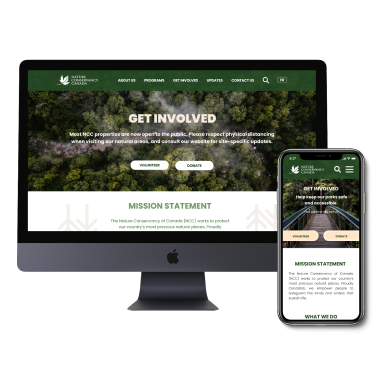 NATURE
CONSERVANCY
CANADA
ABOUT US PROGRAMS GET INVOLVED UPDATES CONTACT US FR
GET INVOLVED
Most NCC properties are now open to the public. Please respect physical distancing
when visiting our natural areas, and consult our website for site-specific updates.
VOLUNTEER DONATE
MISSION STATEMENT
The Nature Conservancy of Canada (NCC) works to protect
our country's most precious natural places. Proudly
9:27
NATURE
CONSERVANCY
CANADA
GET INVOLVED
Help keep our parks safe
and accessible
VOLUNTEER DONATE
MISSION STATEMENT
The Nature Conservancy of Canada
(NCC) works to protect our country's
most precious natural places. Proudly
Canadian, we empower people to
safeguard the lands and waters that
sustain life.
WHAT WE DO